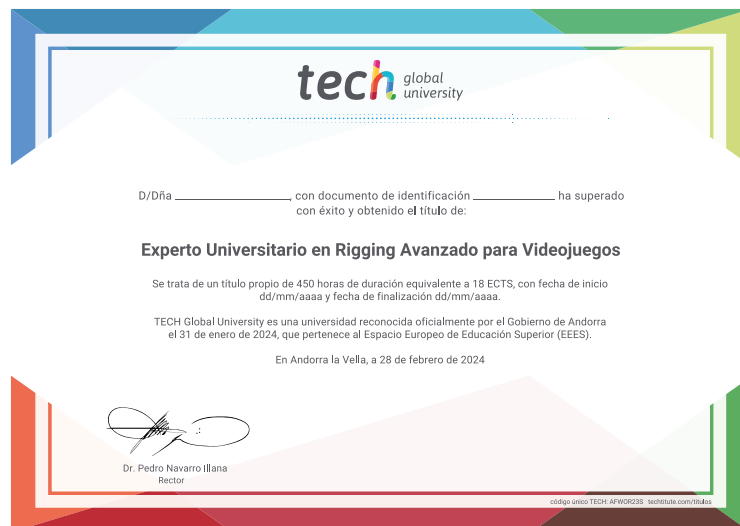 tech global university
D/Dña ______________________, con documento de identificación _______________ ha superado
con éxito y obtenido el título de:
Experto Universitario en Rigging Avanzado para Videojuegos
Se trata de un título propio de 450 horas de duración equivalente a 18 ECTS, con fecha de inicio
dd/mm/aaaa y fecha de finalización dd/mm/aaaa.
TECH Global University es una universidad reconocida oficialmente por el Gobierno de Andorra
el 31 de enero de 2024, que pertenece al Espacio Europeo de Educación Superior (EEES).
En Andorra la Vella, a 28 de febrero de 2024
Dr. Pedro Navarro Illana
Rector
código único TECH: AFWOR23S techtitute.com/titulos